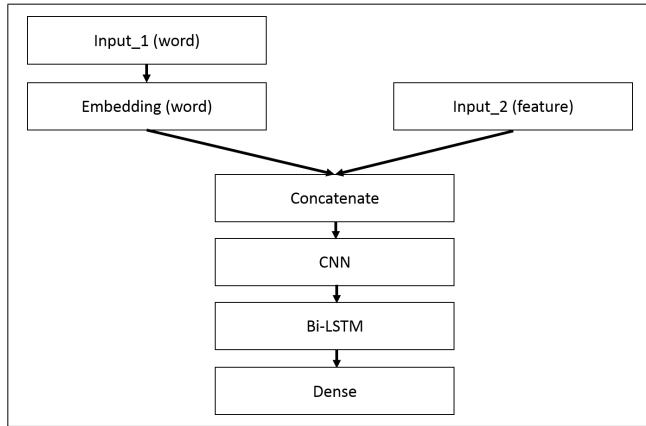 Input_1 (word)
Embedding (word)
Input_2 (feature)
Concatenate
CNN
Bi-LSTM
Dense